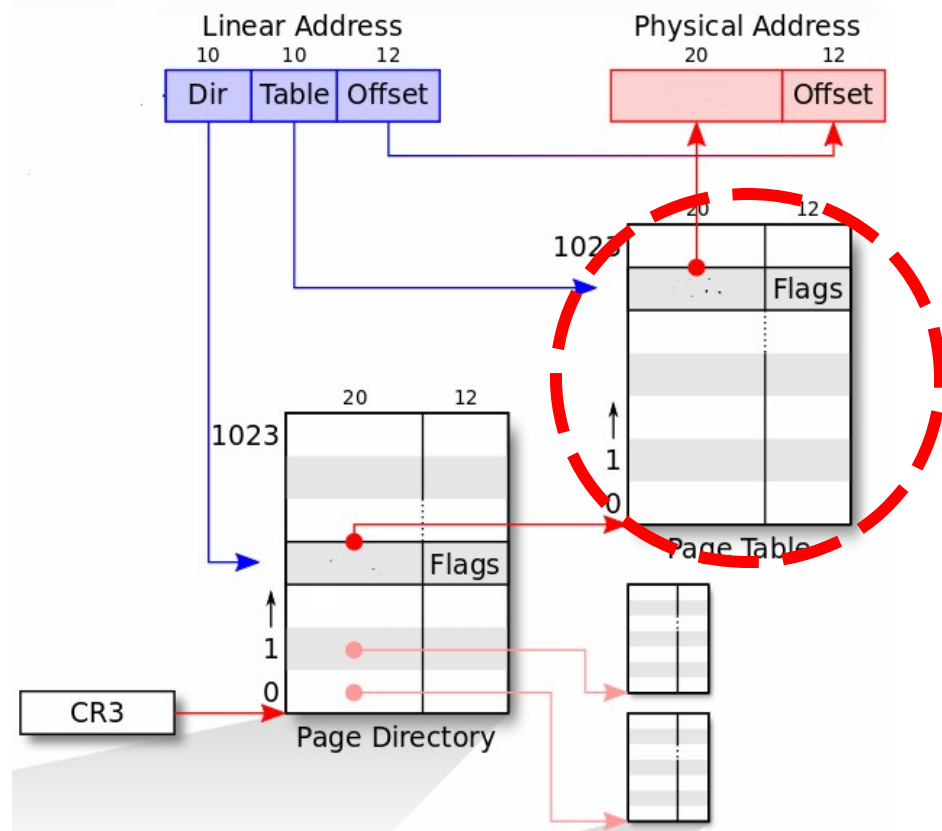 Linear Address
10 10 12
Dir Table Offset
Physical Address
20 12
Offset
20 12
1023
Flags
1
0
Page Table
20 12
1023
Flags
1
0
Page Directory
CR3